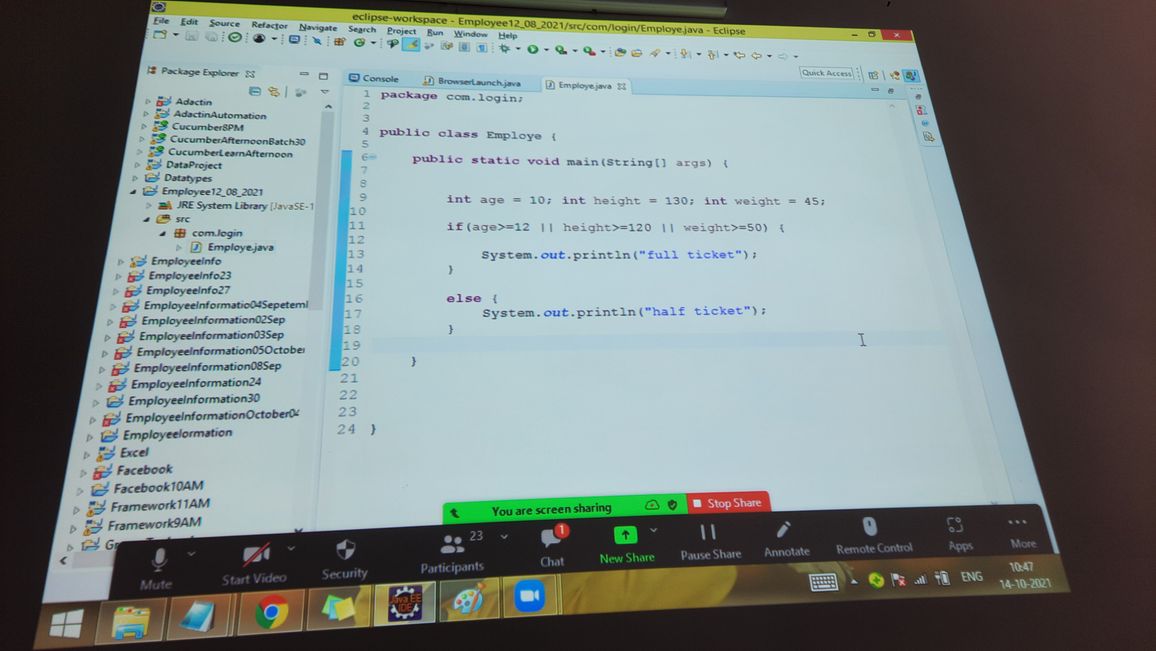 eclipse-workspace - Employee12_08_2021/src/com/login/Employe.java - Eclipse
File Edit Source Refactor Navigate Search Project Run Window Help
Quick Access
Package Explorer
Console BrowserLaunch.java Employe.java
Adactin
AdactinAutomation
Cucumber8PM
CucumberAfternoonBatch30
CucumberLearnAfternoon
DataProject
Datatypes
Employee12_08_2021
JRE System Library [JavaSE-1
src
com.login
Employe.java
EmployeeInfo
EmployeeInfo23
EmployeeInfo27
EmployeeInformatio04Sepeteml
EmployeeInformation02Sep
EmployeeInformation03Sep
EmployeeInformation05October
EmployeeInformation08Sep
EmployeeInformation24
EmployeeInformation30
EmployeeInformationOctober04
EmployeeIormation
Excel
Facebook
Facebook10AM
Framework11AM
Framework9AM
1 package com.login;
2
3
4 public class Employe {
5
6 public static void main(String[] args) {
7
8
9 int age = 10; int height = 130; int weight = 45;
10
11 if(age>=12 || height>=120 || weight>=50) {
12
13 System.out.println("full ticket");
14 }
15
16 else {
17 System.out.println("half ticket");
18 }
19
20 }
21
22
23
24 }
You are screen sharing Stop Share
Mute Start Video Security Participants 23 Chat 1 New Share Pause Share Annotate Remote Control Apps More
Java EE
IDE
ENG
10:47
14-10-2021